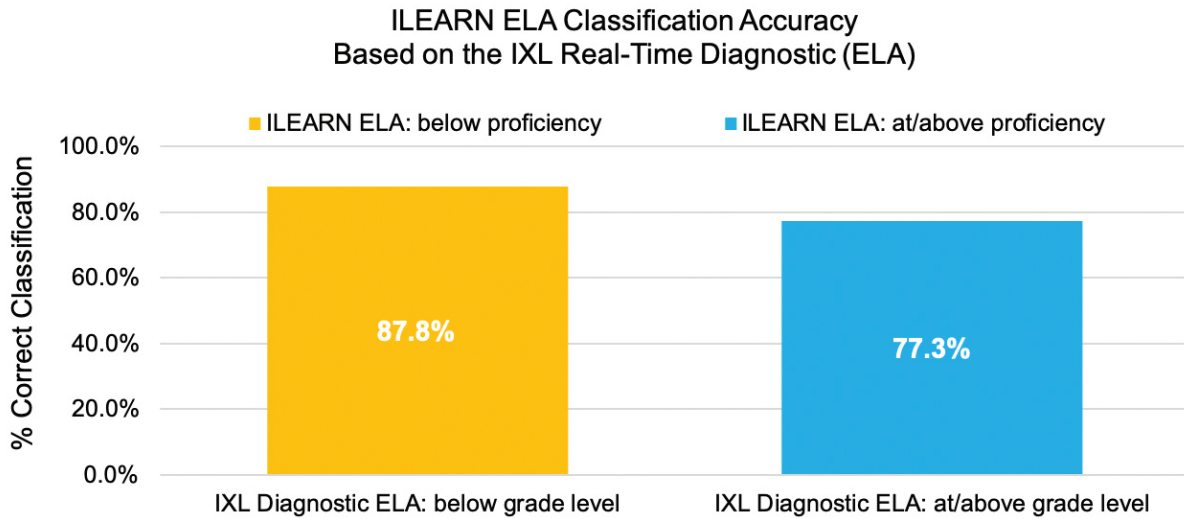 ILEARN ELA Classification Accuracy
Based on the IXL Real-Time Diagnostic (ELA)
ILEARN ELA: below proficiency
ILEARN ELA: at/above proficiency
% Correct Classification
100.0%
80.0%
60.0%
40.0%
20.0%
0.0%
87.8%
77.3%
IXL Diagnostic ELA: below grade level
IXL Diagnostic ELA: at/above grade level